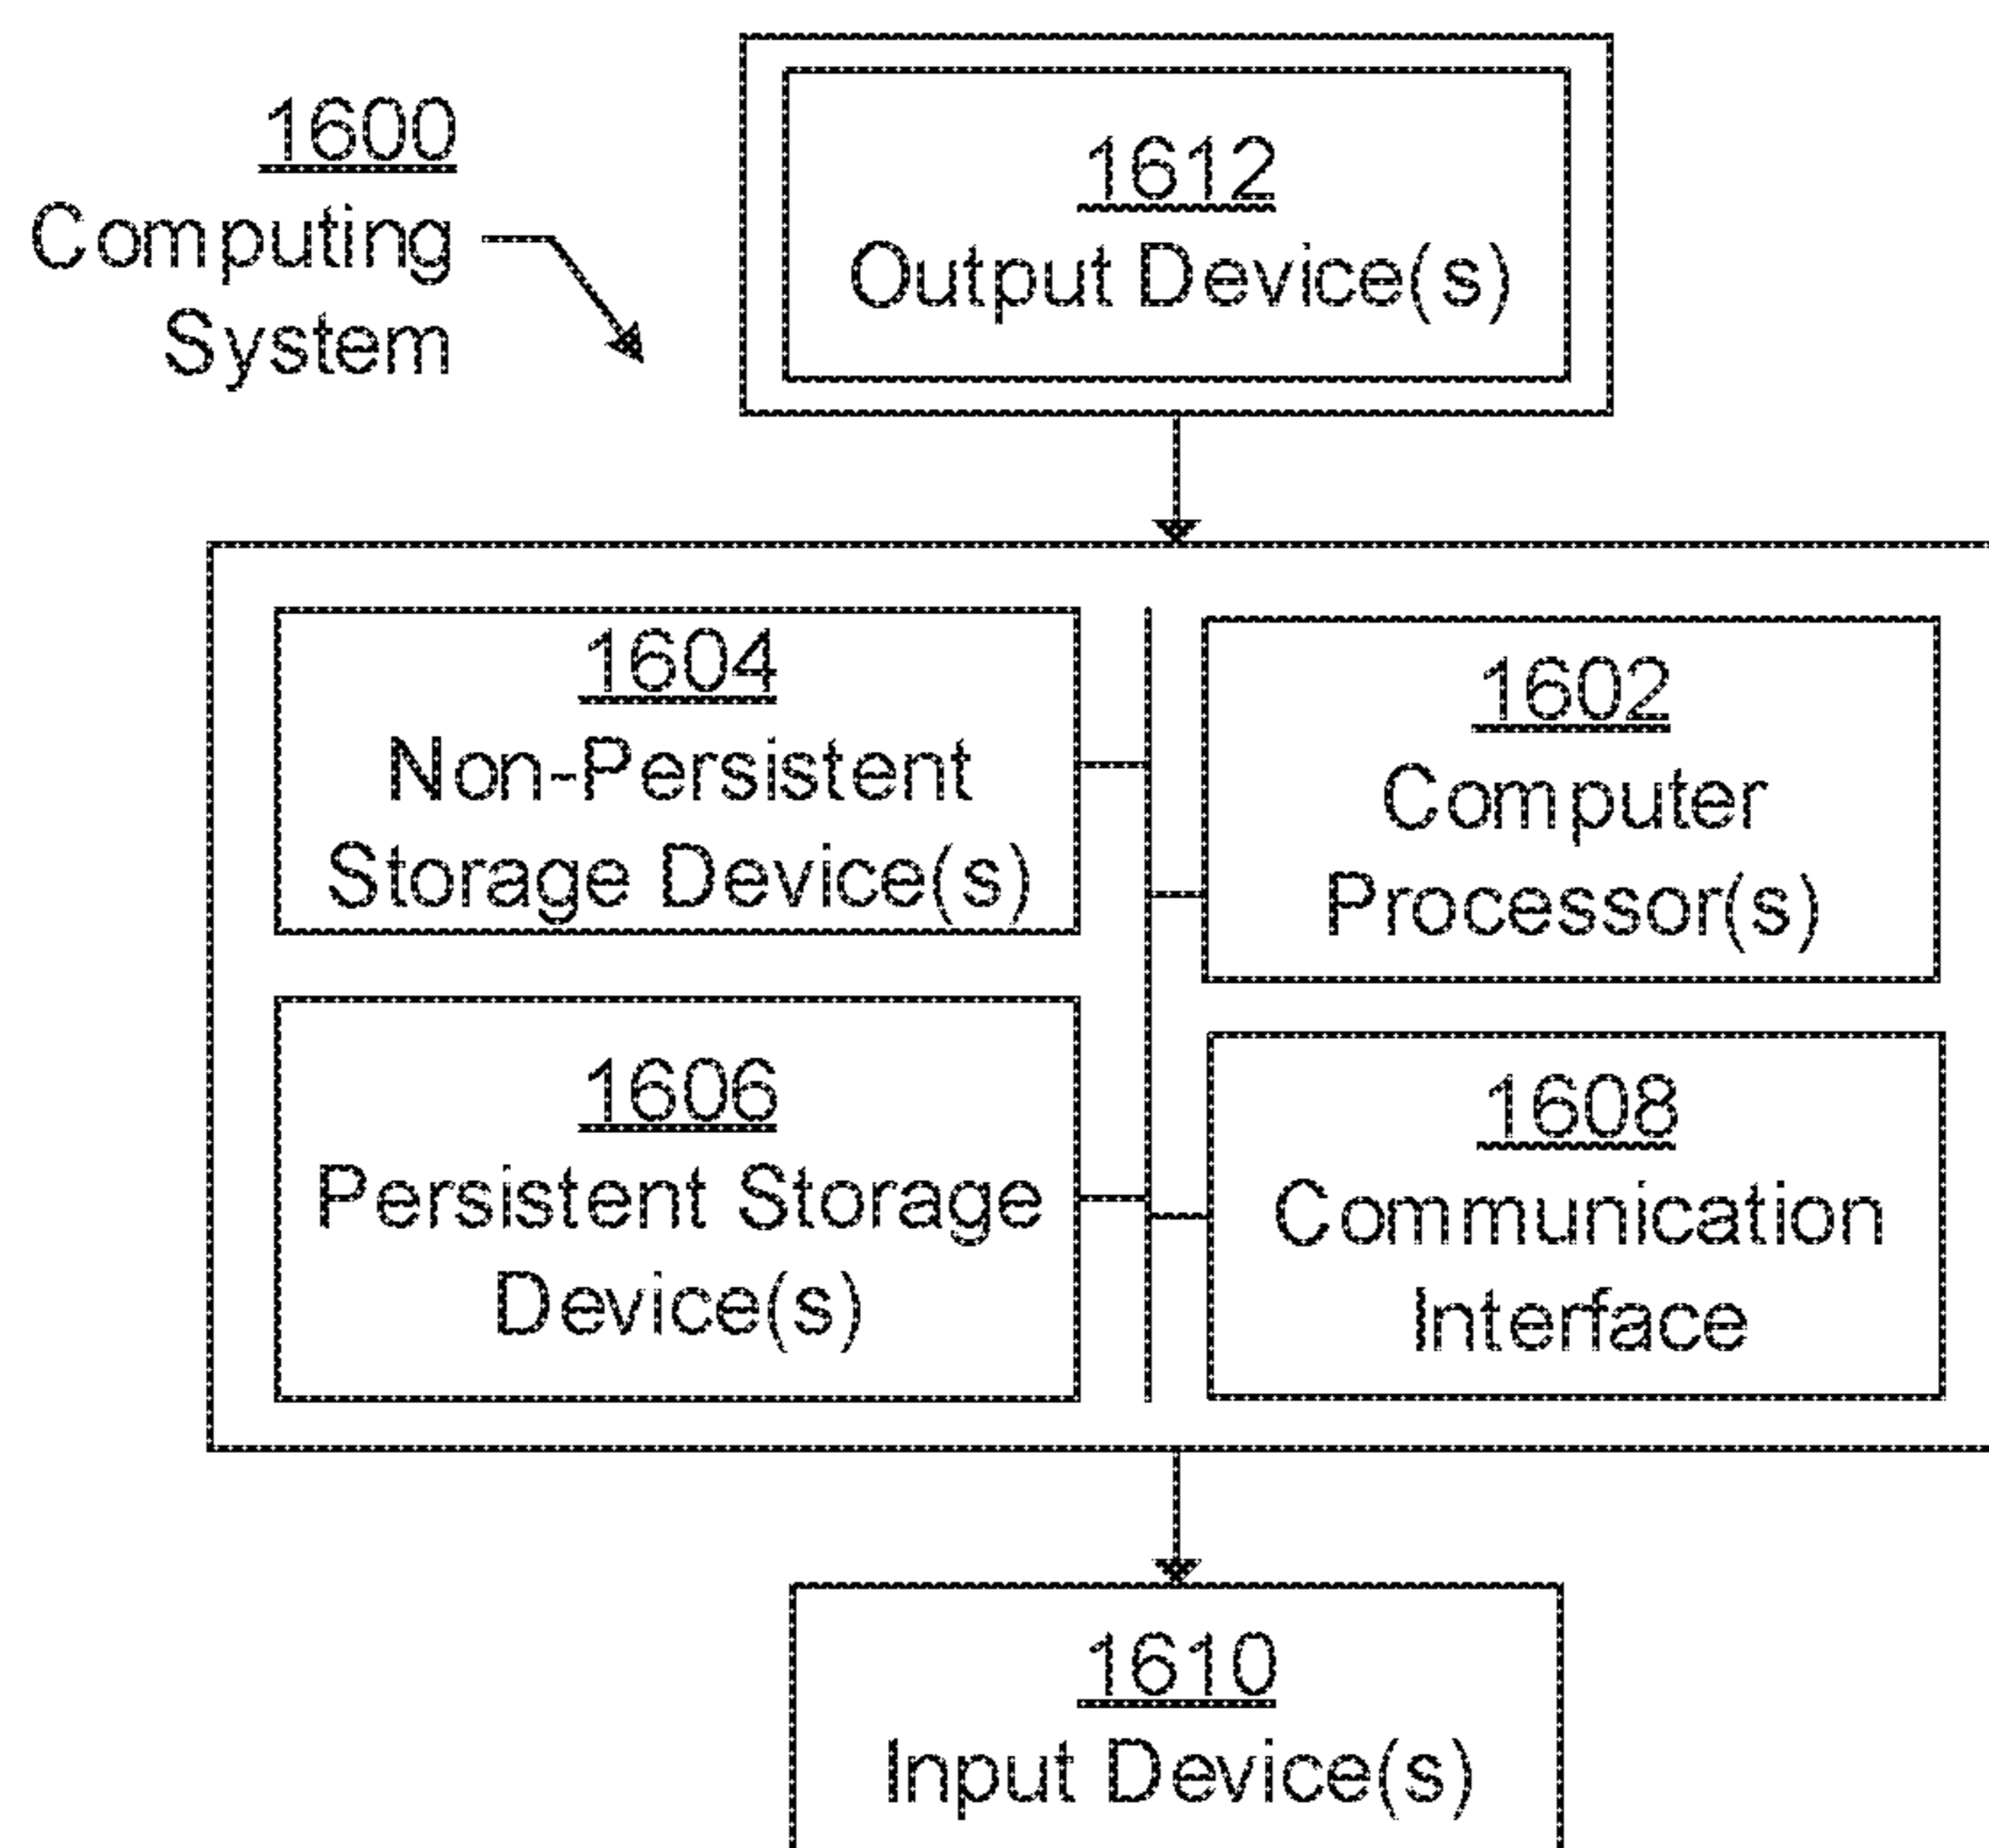 1600
Computing
System
1612
Output Device(s)
1604
Non-Persistent
Storage Device(s)
1602
Computer
Processor(s)
1606
Persistent Storage
Device(s)
1608
Communication
Interface
1610
Input Device(s)